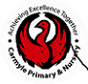 Achieving Excellence Together
Carmyle Primary & Nursery